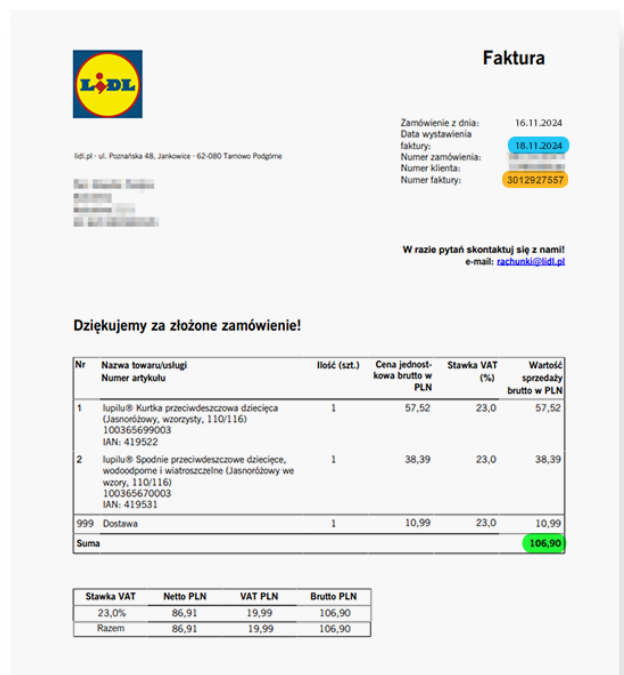 LIDL
Faktura
Zamówienie z dnia: 16.11.2024
Data wystawienia
faktury: 18.11.2024
Numer zamówienia:
Numer klienta:
Numer faktury: 3012927557
lidl.pl · ul. Poznańska 48, Jankowice · 62-080 Tarnowo Podgórne
W razie pytań skontaktuj się z nami!
e-mail: rachunki@lidl.pl
Dziękujemy za złożone zamówienie!
Nr Nazwa towaru/usługi Ilość (szt.) Cena jednost- Stawka VAT Wartość
Numer artykułu kowa brutto w (%) sprzedaży
PLN brutto w PLN
1 lupilu® Kurtka przeciwdeszczowa dziecięca 1 57,52 23,0 57,52
(Jasnoróżowy, wzorzysty, 110/116)
100365699003
IAN: 419522
2 lupilu® Spodnie przeciwdeszczowe dziecięce, 1 38,39 23,0 38,39
wodoodporne i wiatroszczelne (Jasnoróżowy we
wzory, 110/116)
100365670003
IAN: 419531
999 Dostawa 1 10,99 23,0 10,99
Suma 106,90
Stawka VAT Netto PLN VAT PLN Brutto PLN
23,0% 86,91 19,99 106,90
Razem 86,91 19,99 106,90